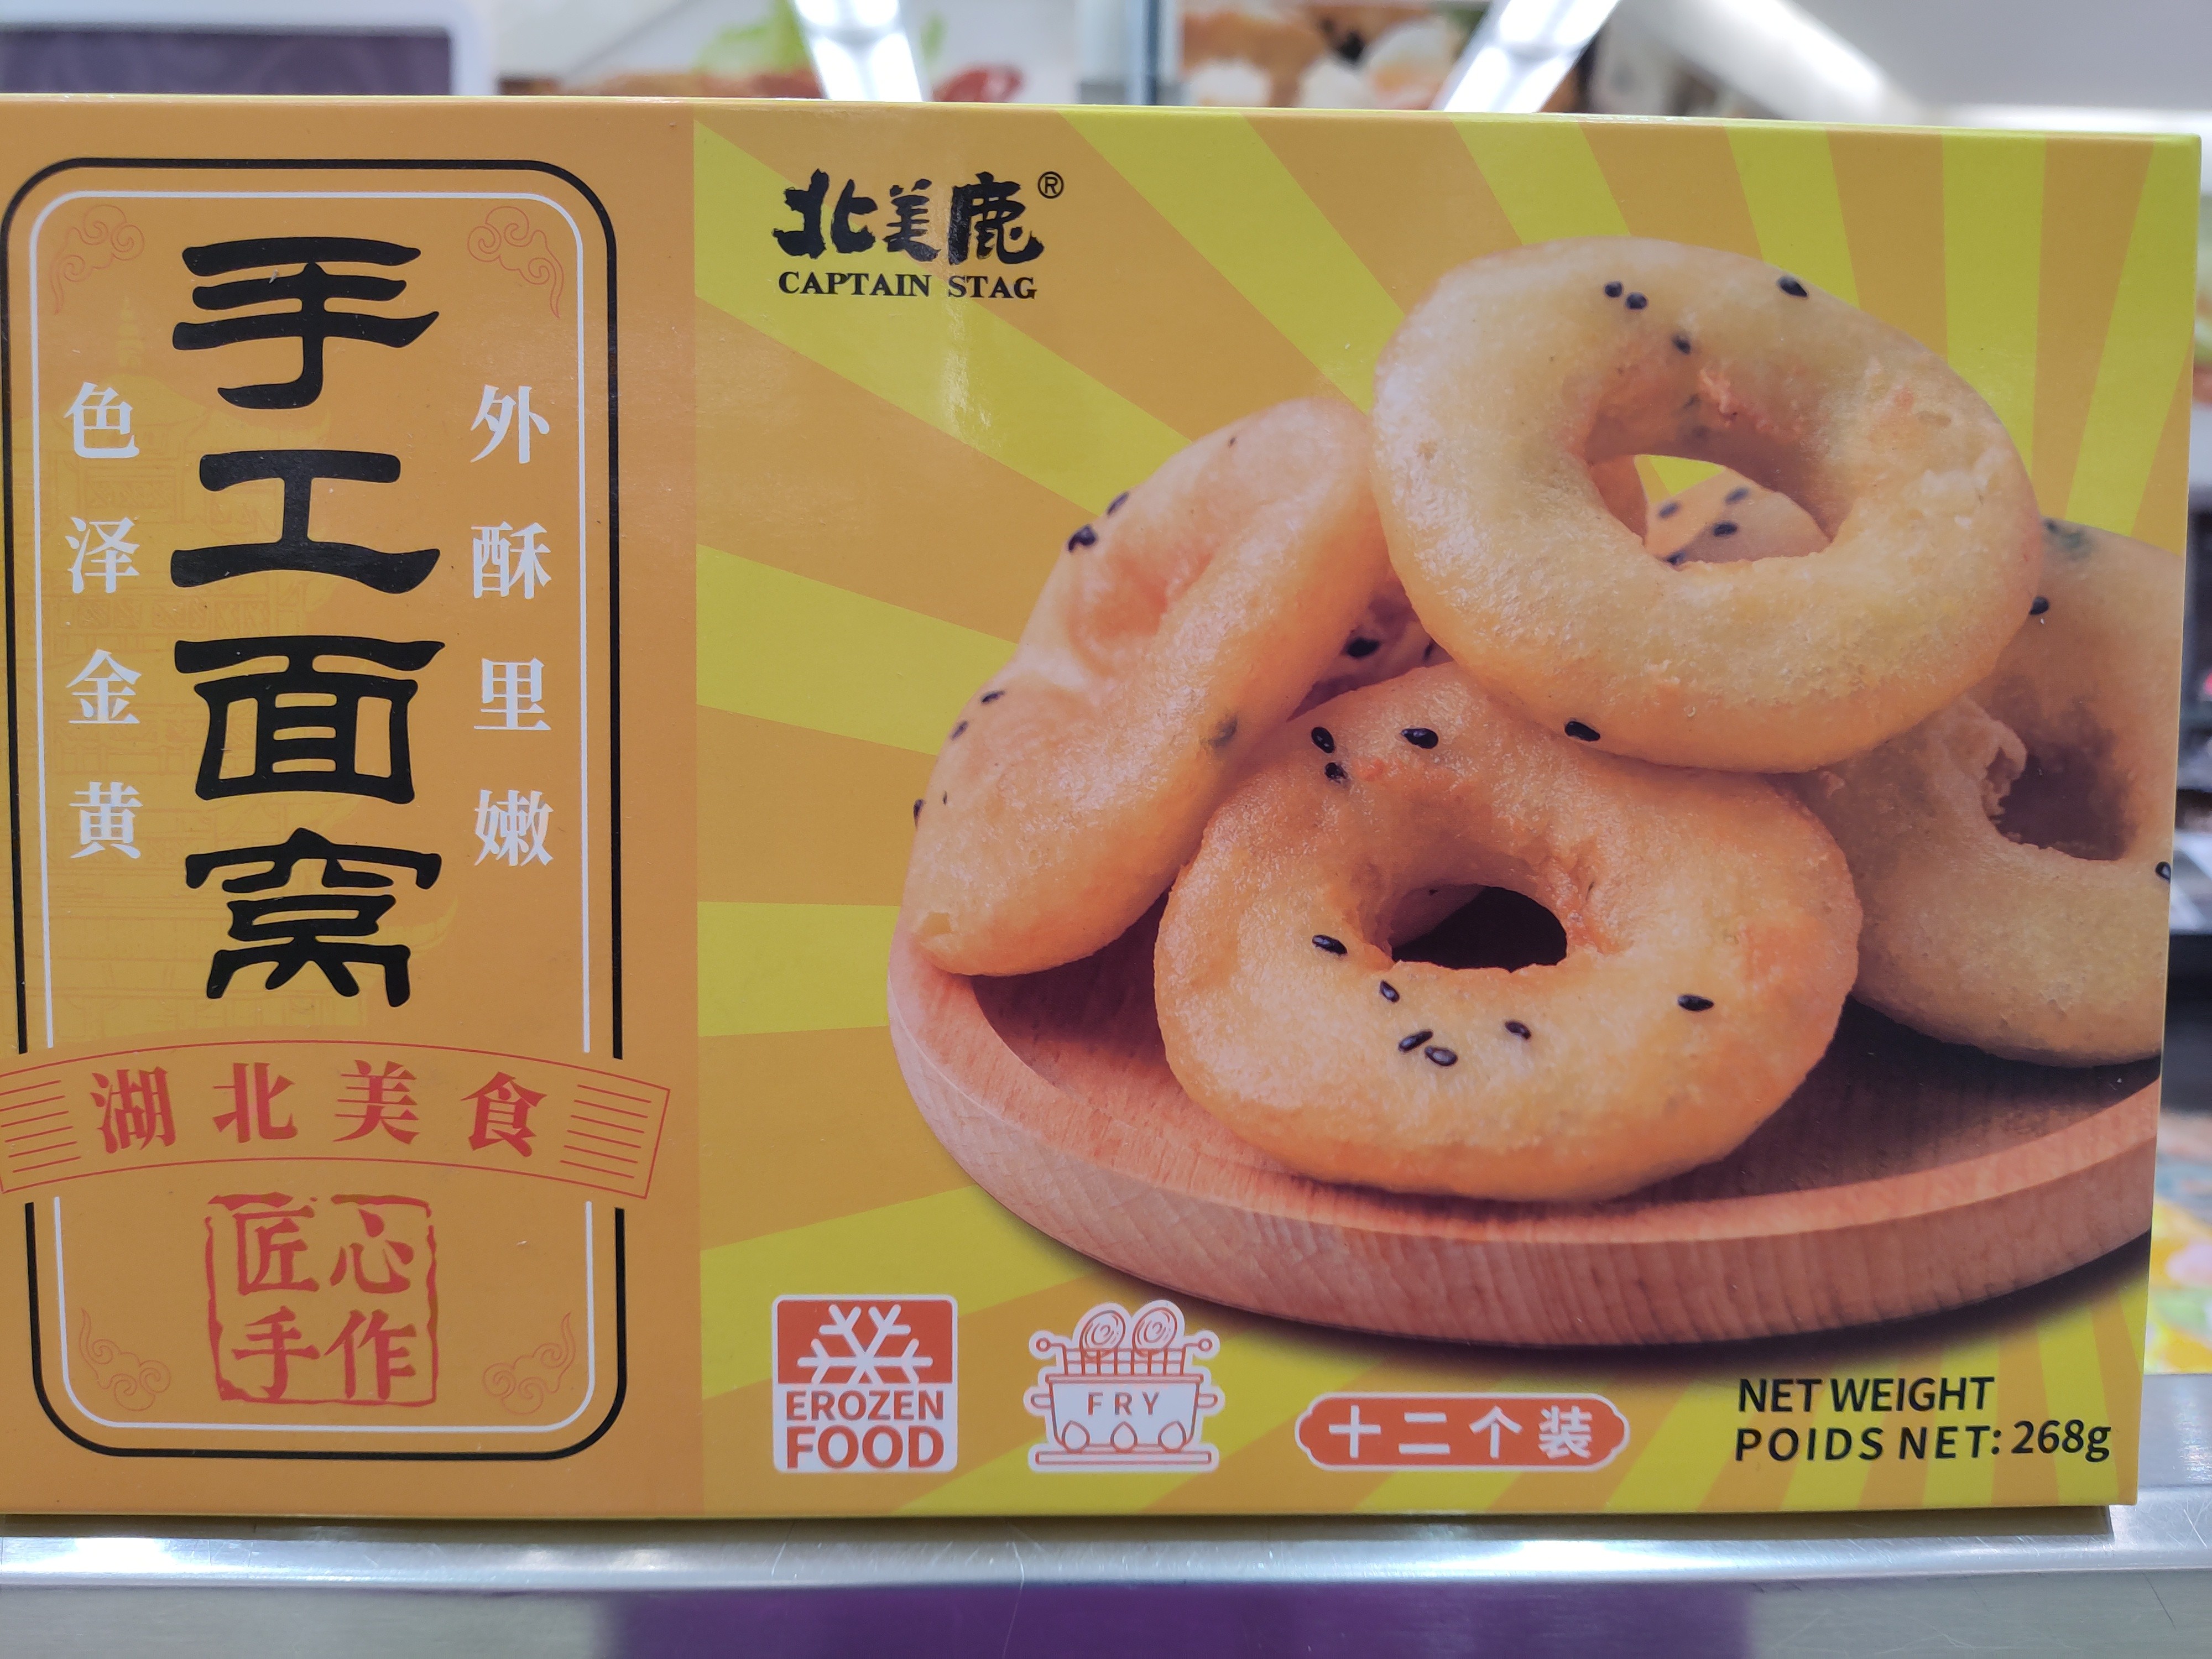 手工面窝
外酥里嫩
色泽金黄
湖北美食
匠心
手作
北美鹿®
CAPTAIN STAG
EROZEN
FOOD
FRY
十二个装
NET WEIGHT
POIDS NET: 268g